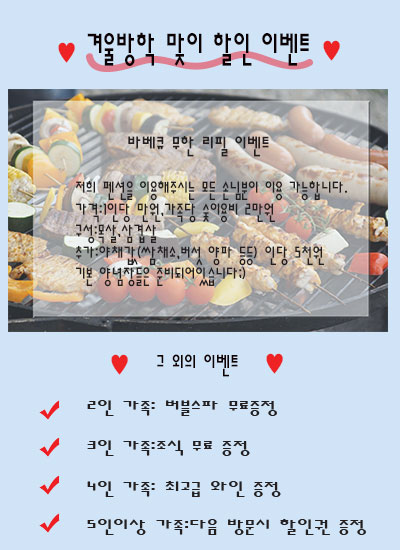 겨울방학 맞이 할인 이벤트
바베큐 무한 리필 이벤트
저희 펜션을 이용해주시는 모든 손님분이 이용 가능합니다.
가격:1인당 만원,가족당 숯이용비 2만원
구성:목살,삼겹살
추가:야채값(쌈채소,버섯 양파 등등) 인당 5천원
기본 양념장들은 준비되어있습니다:)
그 외의 이벤트
2인 가족: 버블스파 무료증정
3인 가족:조식 무료 증정
4인 가족: 최고급 와인 증정
5인이상 가족:다음 방문시 할인권 증정